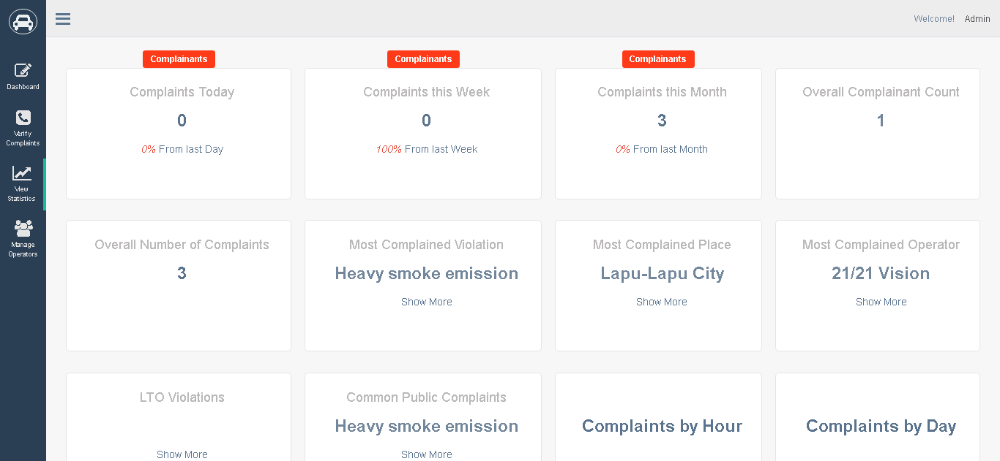 Welcome! Admin
Dashboard
Verify
Complaints
View
Statistics
Manage
Operators
Complainants
Complaints Today
0
0% From last Day
Complainants
Complaints this Week
0
100% From last Week
Complainants
Complaints this Month
3
0% From last Month
Overall Complainant Count
1
Overall Number of Complaints
3
Most Complained Violation
Heavy smoke emission
Show More
Most Complained Place
Lapu-Lapu City
Show More
Most Complained Operator
21/21 Vision
Show More
LTO Violations
Show More
Common Public Complaints
Heavy smoke emission
Show More
Complaints by Hour
Complaints by Day